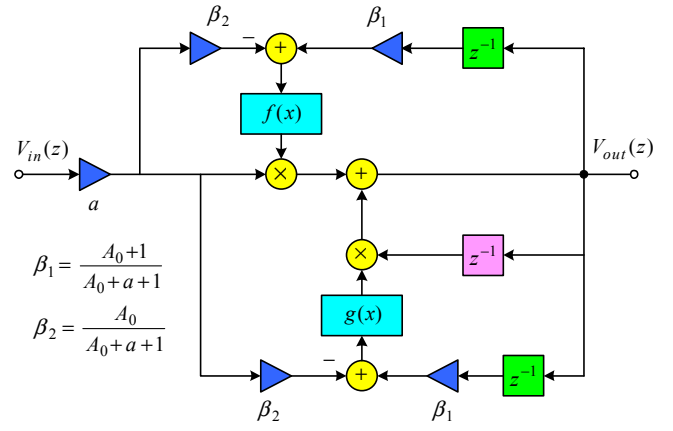 β₂
β₁
−
+
z⁻¹
f(x)
V_in(z)
V_out(z)
×
+
a
β₁ = (A₀+1)/(A₀+a+1)
×
z⁻¹
β₂ = A₀/(A₀+a+1)
g(x)
−
+
z⁻¹
β₂
β₁